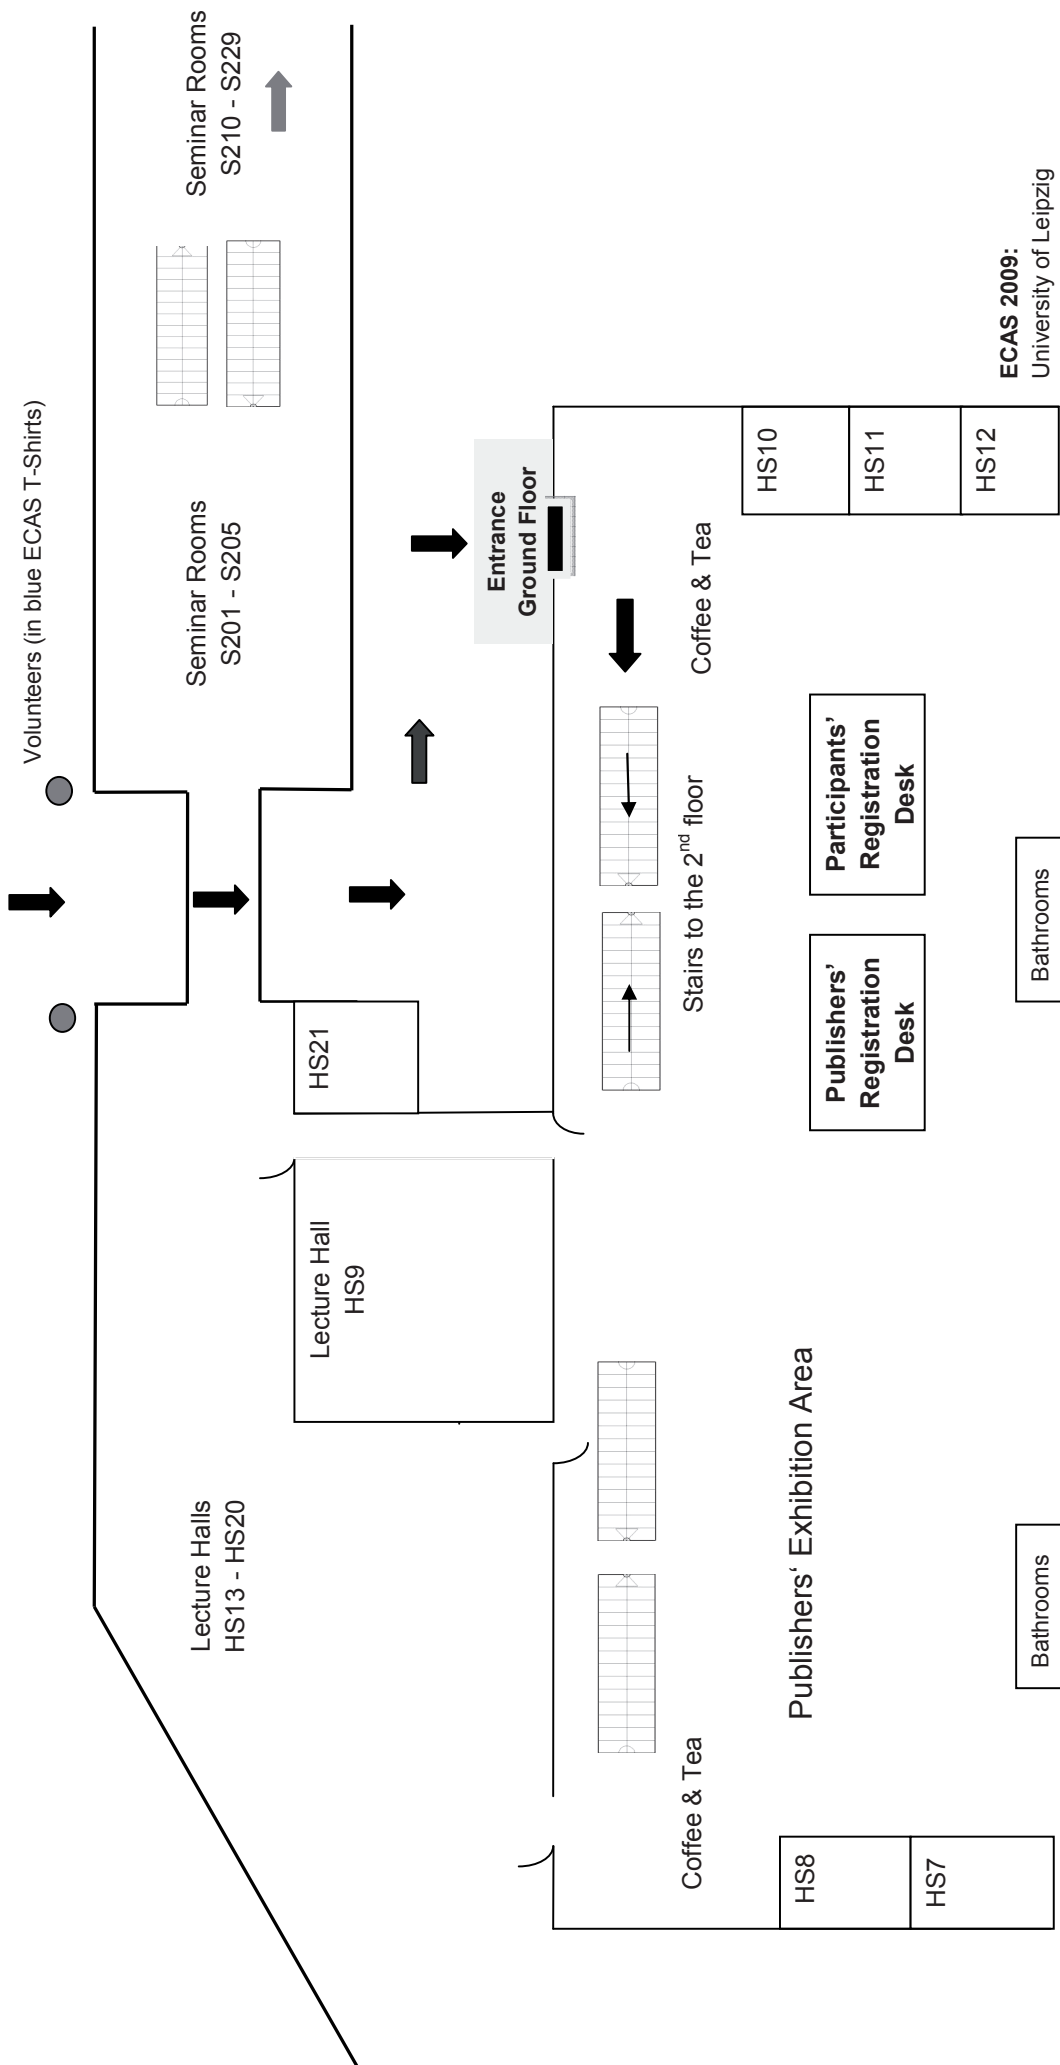 Volunteers (in blue ECAS T-Shirts)
Lecture Halls
HS13 - HS20
Seminar Rooms
S201 - S205
Seminar Rooms
S210 - S229
Lecture Hall
HS9
HS21
Entrance
Ground Floor
Coffee & Tea
Stairs to the 2nd floor
Coffee & Tea
HS8
HS7
Publishers‘ Exhibition Area
Publishers’
Registration
Desk
Participants’
Registration
Desk
HS10
HS11
HS12
Bathrooms
Bathrooms
ECAS 2009:
University of Leipzig